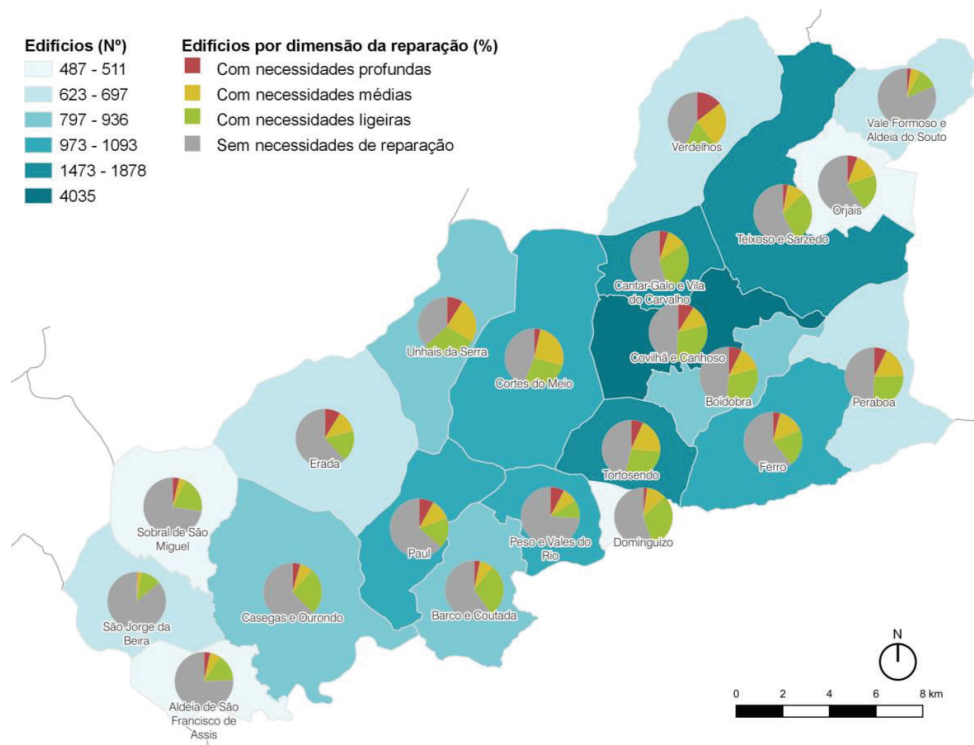 Edifícios (Nº)
487 - 511
623 - 697
797 - 936
973 - 1093
1473 - 1878
4035
Edifícios por dimensão da reparação (%)
Com necessidades profundas
Com necessidades médias
Com necessidades ligeiras
Sem necessidades de reparação
Vale Formoso e
Aldeia do Souto
Verdelhos
Orjais
Teixoso e Sarzedo
Cantar-Galo e Vila
do Carvalho
Covilhã e Canhoso
Unhais da Serra
Cortes do Meio
Boidobra
Peraboa
Erada
Tortosendo
Ferro
Sobral de São
Miguel
Paul
Peso e Vales do
Rio
Dominguizo
São Jorge da
Beira
Casegas e Ourondo
Barco e Coutada
Aldeia de São
Francisco de
Assis
N
0 2 4 6 8 km